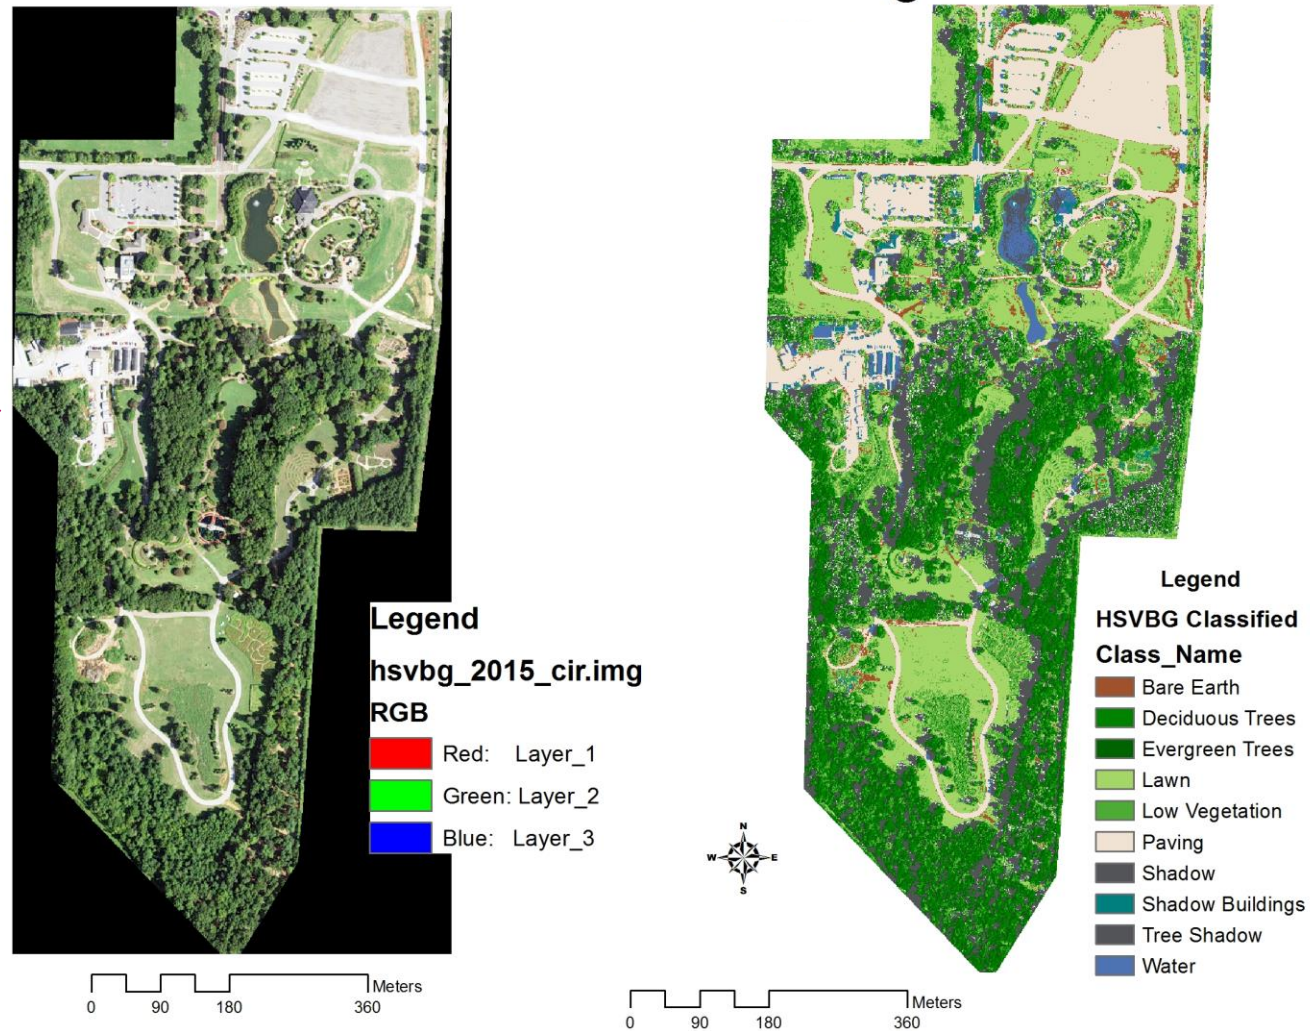 Legend
hsvbg_2015_cir.img
RGB
Red: Layer_1
Green: Layer_2
Blue: Layer_3
Meters
0 90 180 360
N
W E
S
Legend
HSVBG Classified
Class_Name
Bare Earth
Deciduous Trees
Evergreen Trees
Lawn
Low Vegetation
Paving
Shadow
Shadow Buildings
Tree Shadow
Water
Meters
0 90 180 360